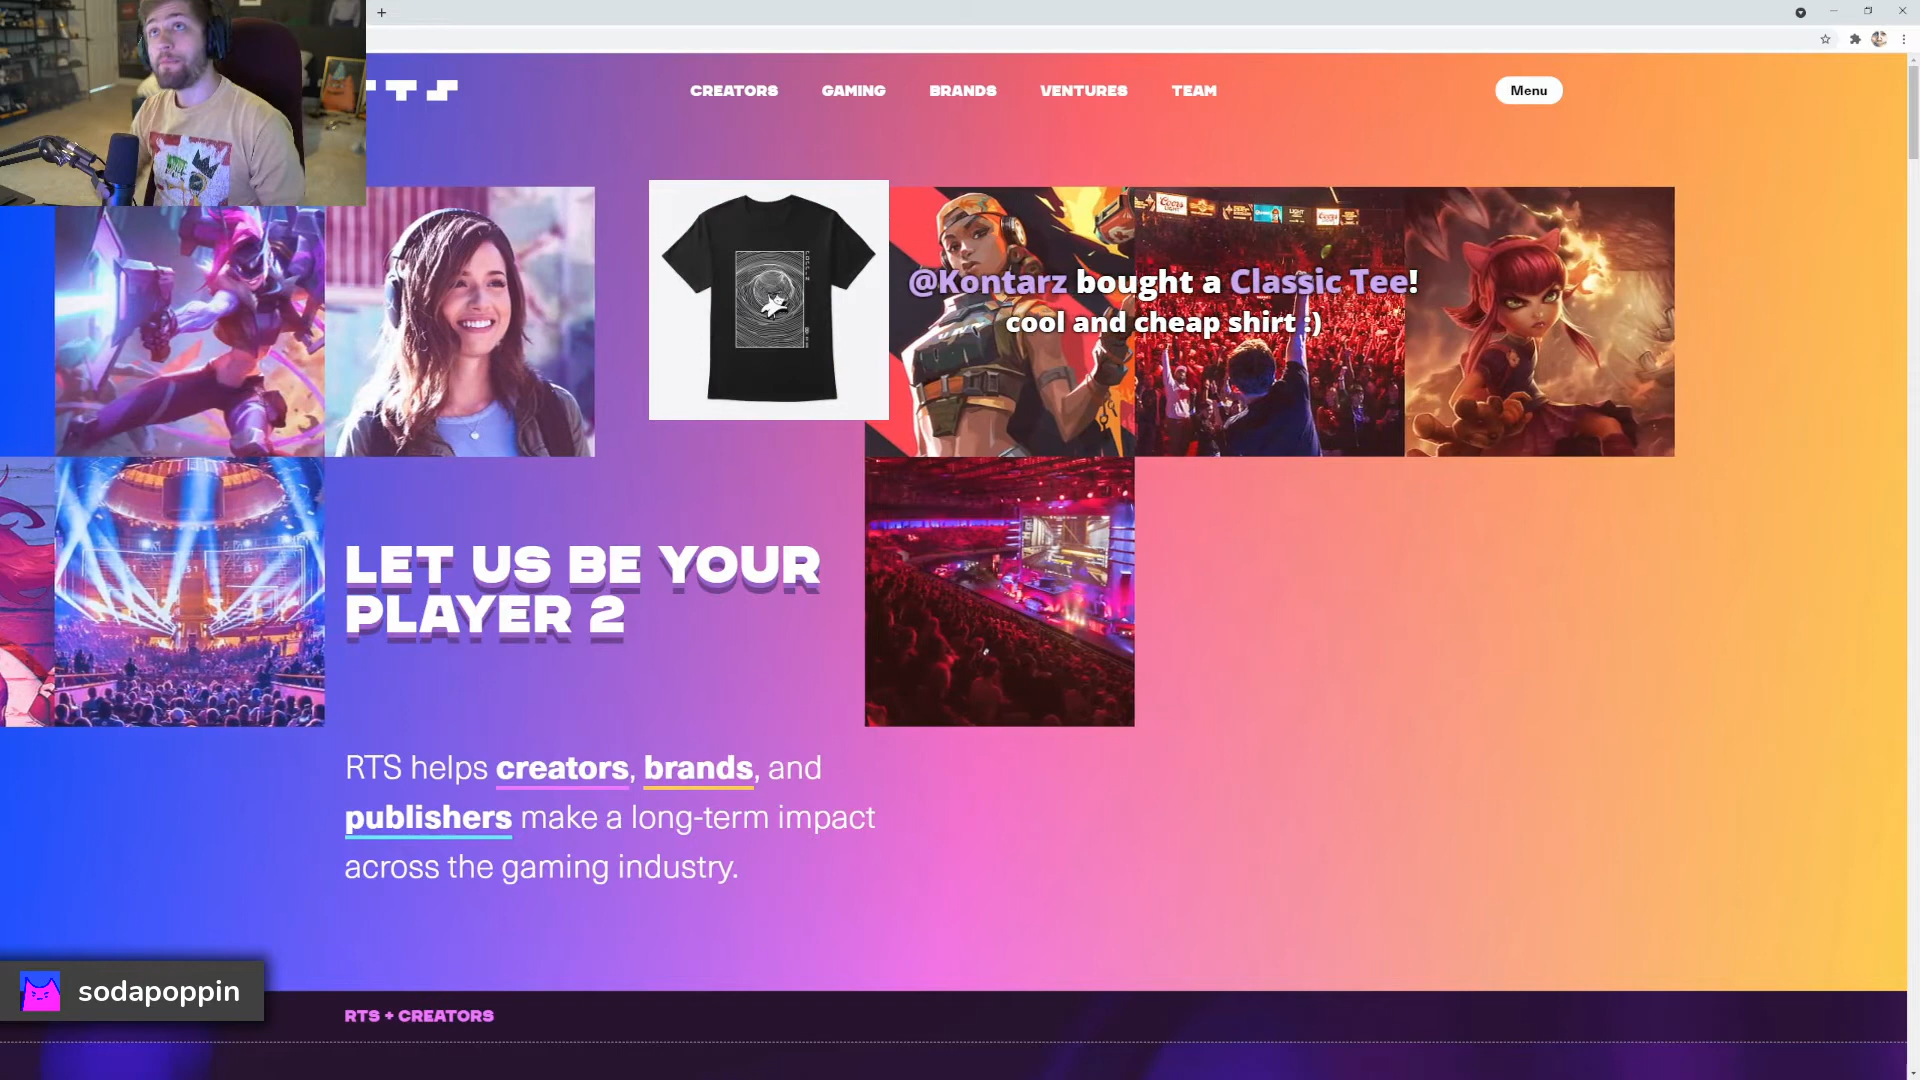 TS
CREATORS
GAMING
BRANDS
VENTURES
TEAM
Menu
@Kontarz bought a Classic Tee!
cool and cheap shirt :)
LET US BE YOUR
PLAYER 2
RTS helps creators, brands, and
publishers make a long-term impact
across the gaming industry.
sodapoppin
RTS + CREATORS